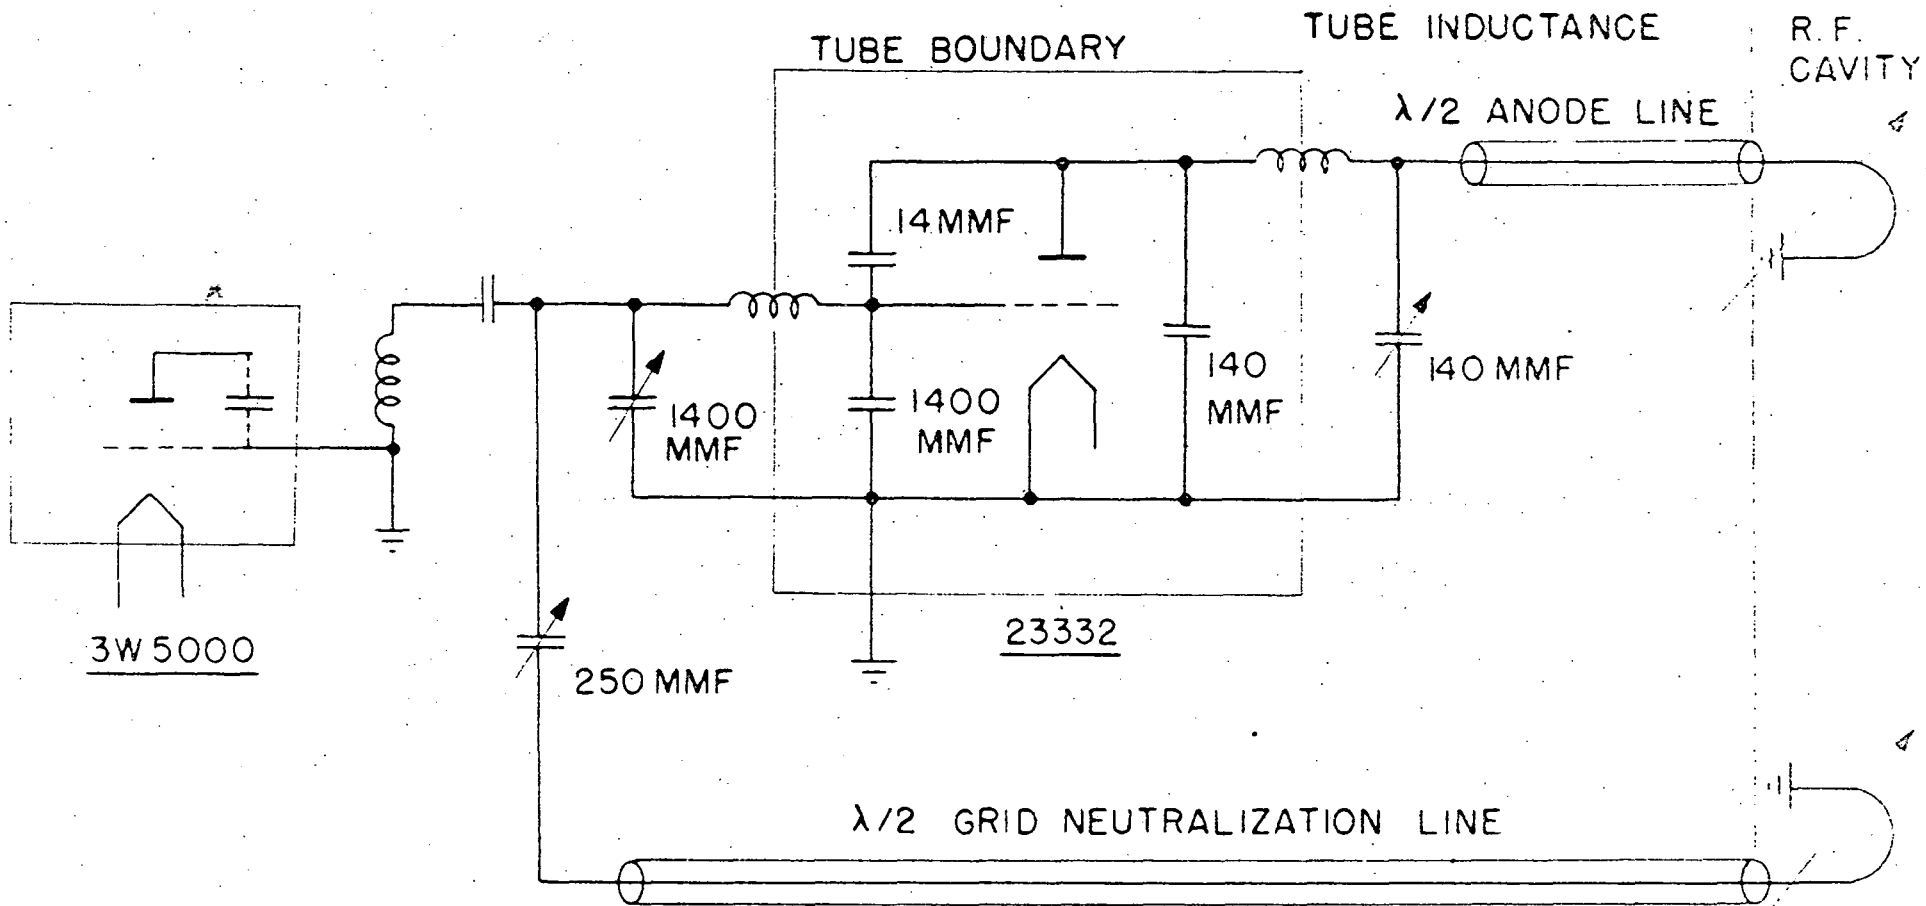 TUBE INDUCTANCE
R. F.
CAVITY
TUBE BOUNDARY
λ/2 ANODE LINE
14 MMF
1400
MMF
1400
MMF
140
MMF
140 MMF
3W5000
250 MMF
23332
λ/2 GRID NEUTRALIZATION LINE